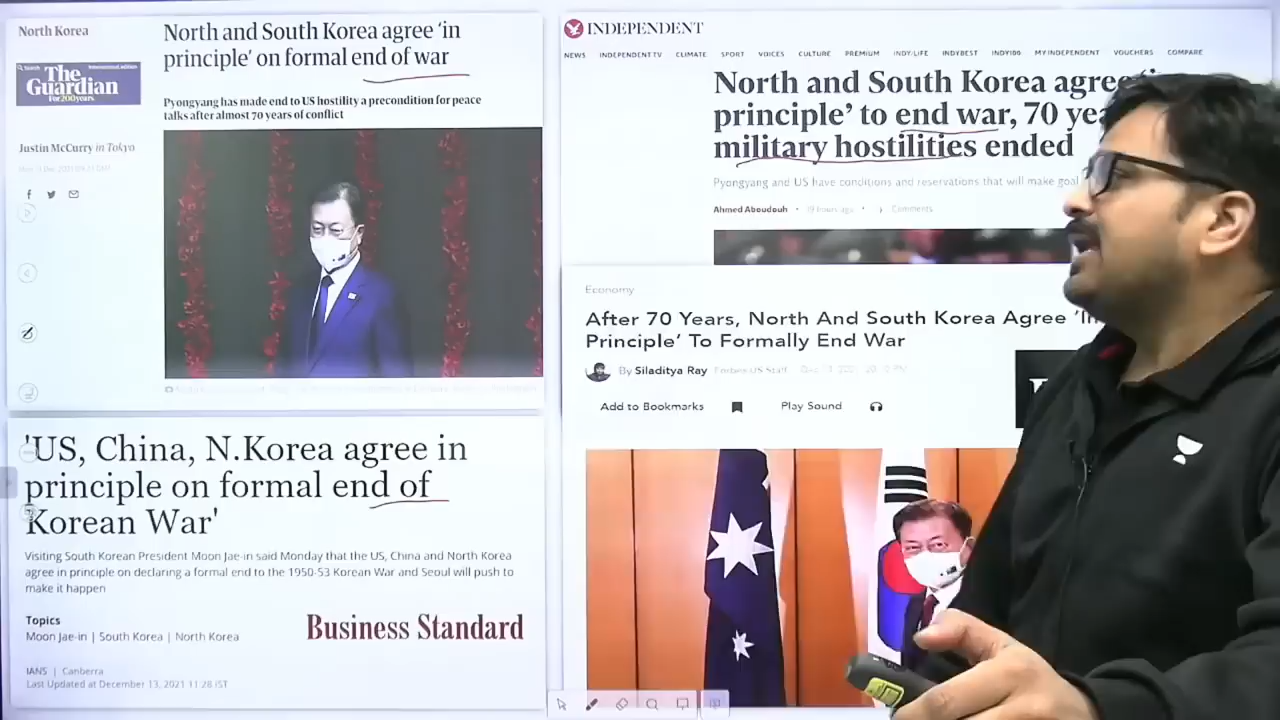 North Korea
The
Guardian
For 200 years
North and South Korea agree ‘in
principle’ on formal end of war
Pyongyang has made end to US hostility a precondition for peace
talks after almost 70 years of conflict
Justin McCurry in Tokyo
INDEPENDENT
NEWS INDEPENDENT TV CLIMATE SPORT VOICES CULTURE PREMIUM INDY/LIFE INDYBEST INDY100 MY INDEPENDENT VOUCHERS COMPARE
North and South Korea agree
principle’ to end war, 70
military hostilities ended
Pyongyang and US have conditions and reservations that will make goal
Ahmed Aboudouh • 19 hours ago • Comments
Economy
After 70 Years, North And South Korea Agree
Principle’ To Formally End War
By Siladitya Ray Forbes US Staff
Add to Bookmarks Play Sound
'US, China, N.Korea agree in
principle on formal end of
Korean War'
Visiting South Korean President Moon Jae-in said Monday that the US, China and North Korea
agree in principle on declaring a formal end to the 1950-53 Korean War and Seoul will push to
make it happen
Topics
Moon Jae-in | South Korea | North Korea
Business Standard
IANS | Canberra
Last Updated at December 13, 2021 11:28 IST